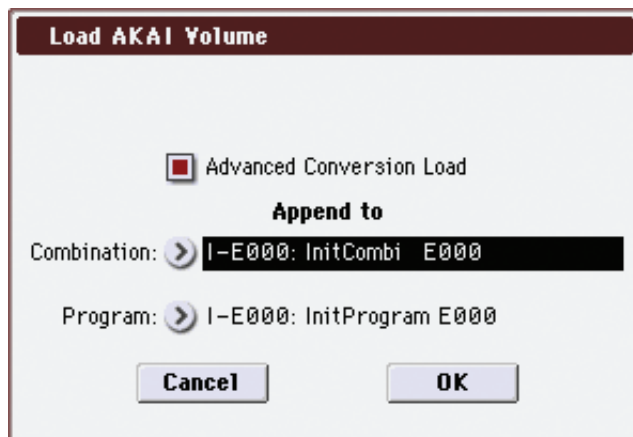 Load AKAI Volume
Advanced Conversion Load
Append to
Combination: I-E000: InitCombi E000
Program: I-E000: InitProgram E000
Cancel OK